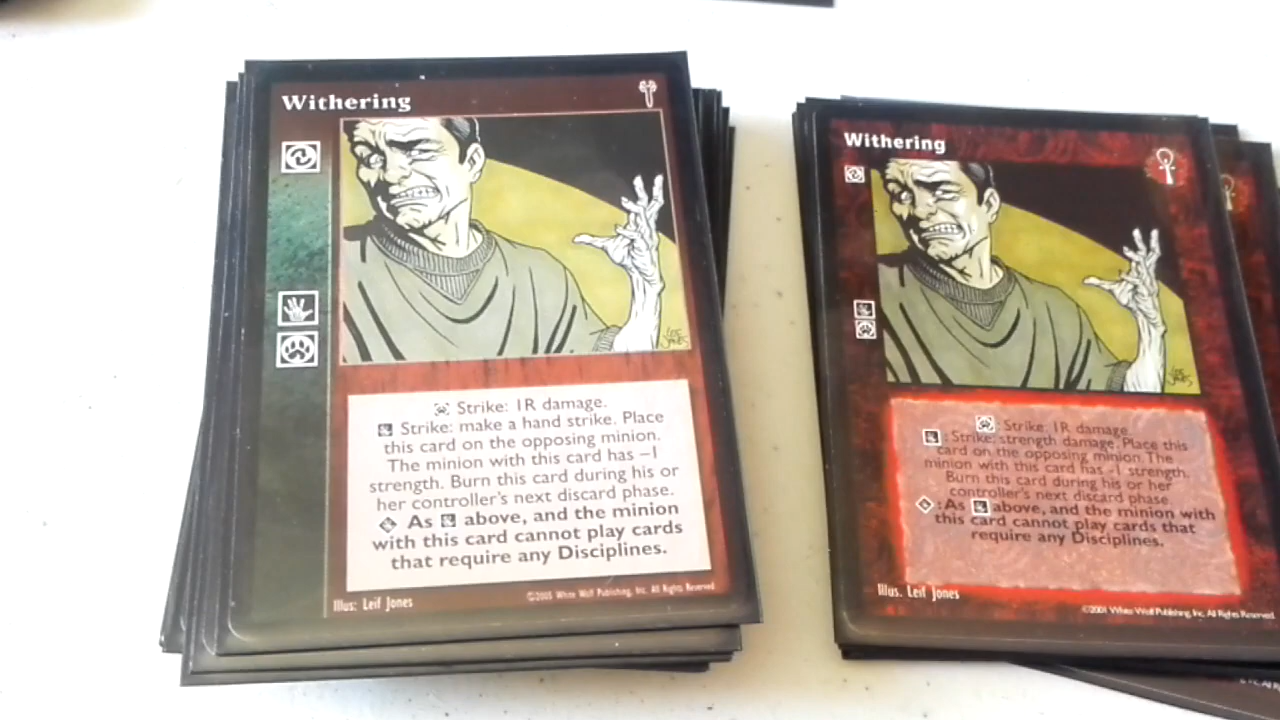 Withering
LEIF
JONES
Strike: 1R damage.
Strike: make a hand strike. Place
this card on the opposing minion.
The minion with this card has –1
strength. Burn this card during his or
her controller's next discard phase.
As above, and the minion
with this card cannot play cards
that require any Disciplines.
Illus: Leif Jones
©2005 White Wolf Publishing, Inc. All Rights Reserved
Withering
LEIF
JONES
: Strike: 1R damage.
: Strike: strength damage. Place this
card on the opposing minion. The
minion with this card has -1 strength.
Burn this card during his or her
controller's next discard phase.
: As above, and the minion with
this card cannot play cards that
require any Disciplines.
Illus. Leif Jones
©2001 White Wolf Publishing, Inc. All Rights Reserved.